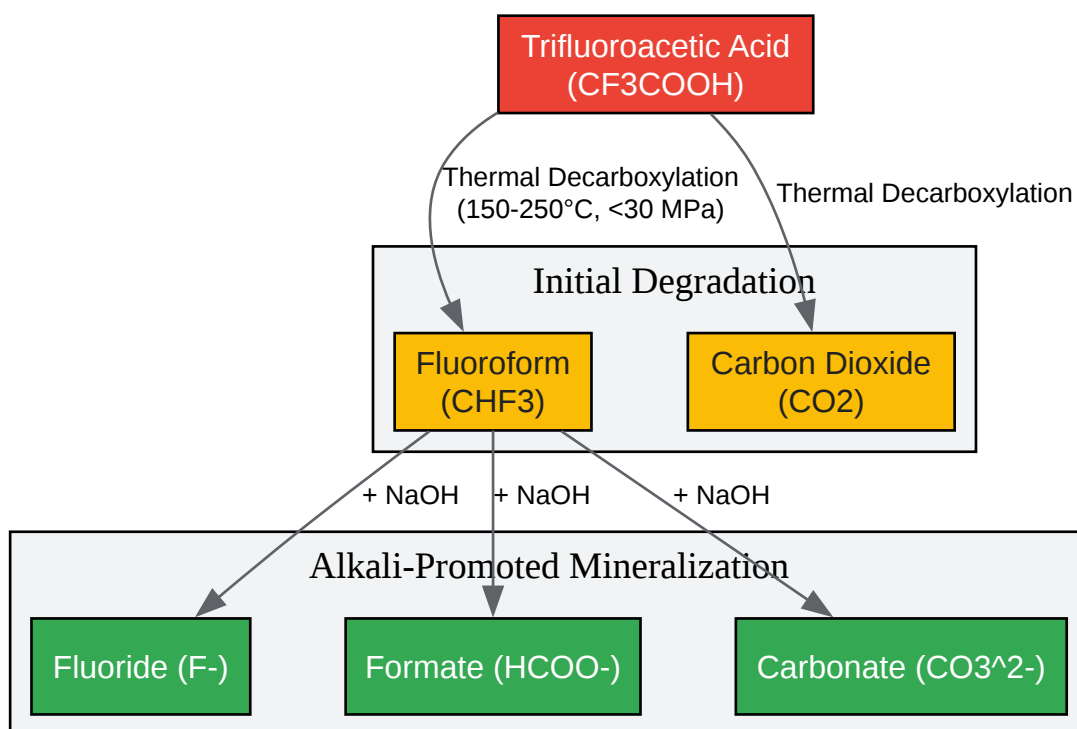 Trifluoroacetic Acid
(CF3COOH)
Thermal Decarboxylation
(150-250°C, <30 MPa)
Thermal Decarboxylation
Initial Degradation
Fluoroform
(CHF3)
Carbon Dioxide
(CO2)
+ NaOH
+ NaOH
+ NaOH
Alkali-Promoted Mineralization
Fluoride (F-)
Formate (HCOO-)
Carbonate (CO3^2-)